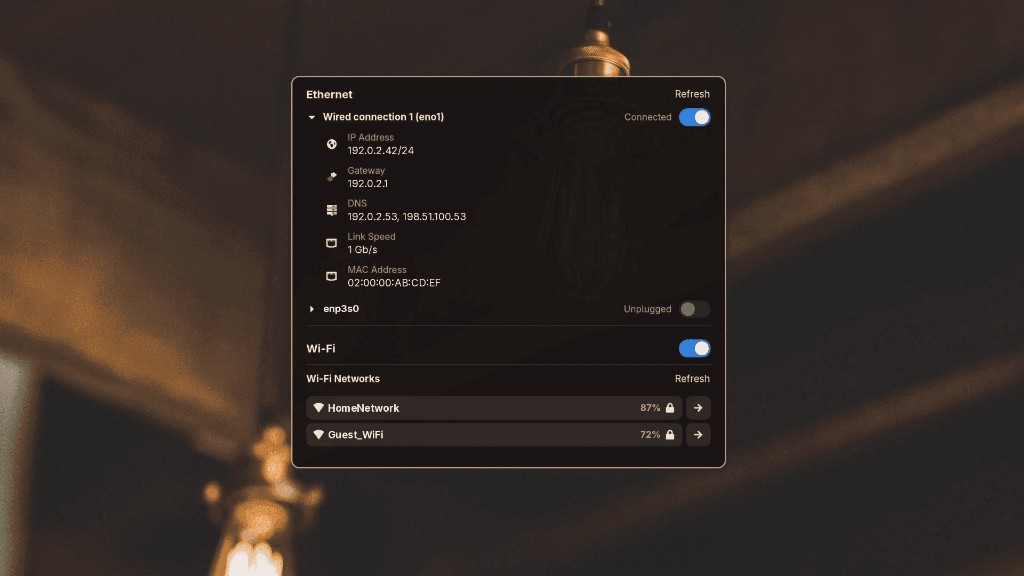 Ethernet Refresh
Wired connection 1 (eno1) Connected
IP Address
192.0.2.42/24
Gateway
192.0.2.1
DNS
192.0.2.53, 198.51.100.53
Link Speed
1 Gb/s
MAC Address
02:00:00:AB:CD:EF
enp3s0 Unplugged
Wi-Fi
Wi-Fi Networks Refresh
HomeNetwork 87%
Guest_WiFi 72%